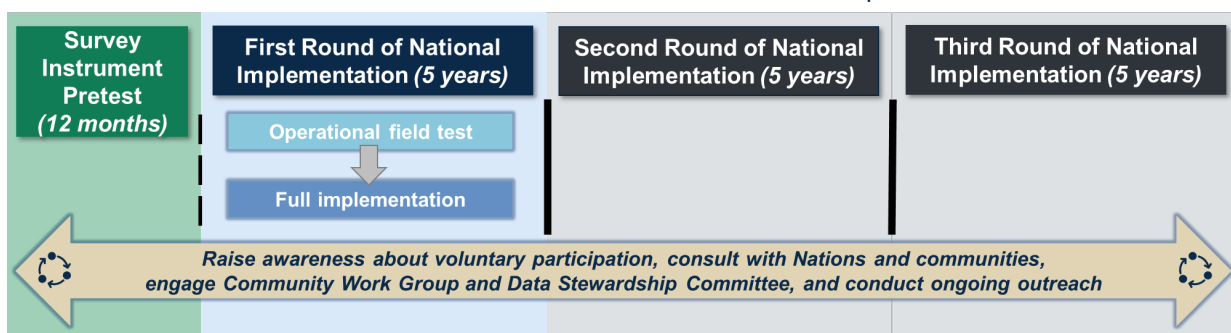 Survey
Instrument
Pretest
(12 months)
First Round of National
Implementation (5 years)
Operational field test
Full implementation
Second Round of National
Implementation (5 years)
Third Round of National
Implementation (5 years)
Raise awareness about voluntary participation, consult with Nations and communities,
engage Community Work Group and Data Stewardship Committee, and conduct ongoing outreach